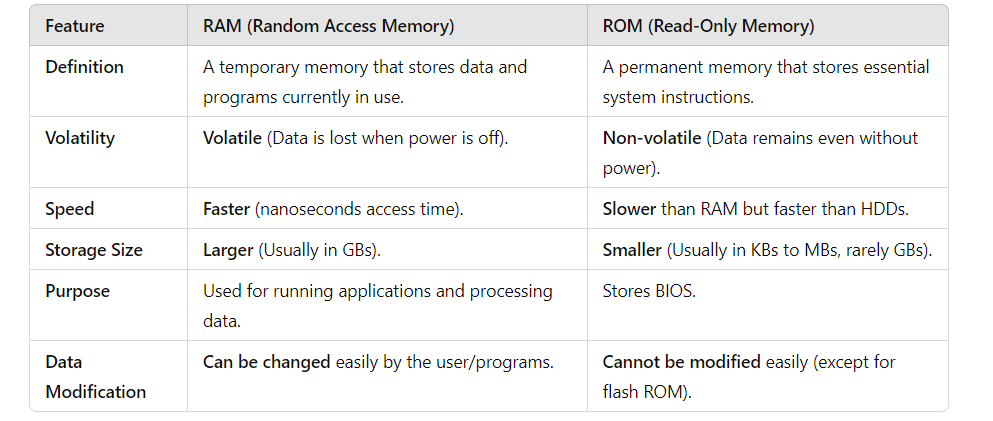 Feature RAM (Random Access Memory) ROM (Read-Only Memory)
Definition A temporary memory that stores data and A permanent memory that stores essential
programs currently in use. system instructions.
Volatility Volatile (Data is lost when power is off). Non-volatile (Data remains even without
power).
Speed Faster (nanoseconds access time). Slower than RAM but faster than HDDs.
Storage Size Larger (Usually in GBs). Smaller (Usually in KBs to MBs, rarely GBs).
Purpose Used for running applications and processing Stores BIOS.
data.
Data Can be changed easily by the user/programs. Cannot be modified easily (except for
Modification flash ROM).